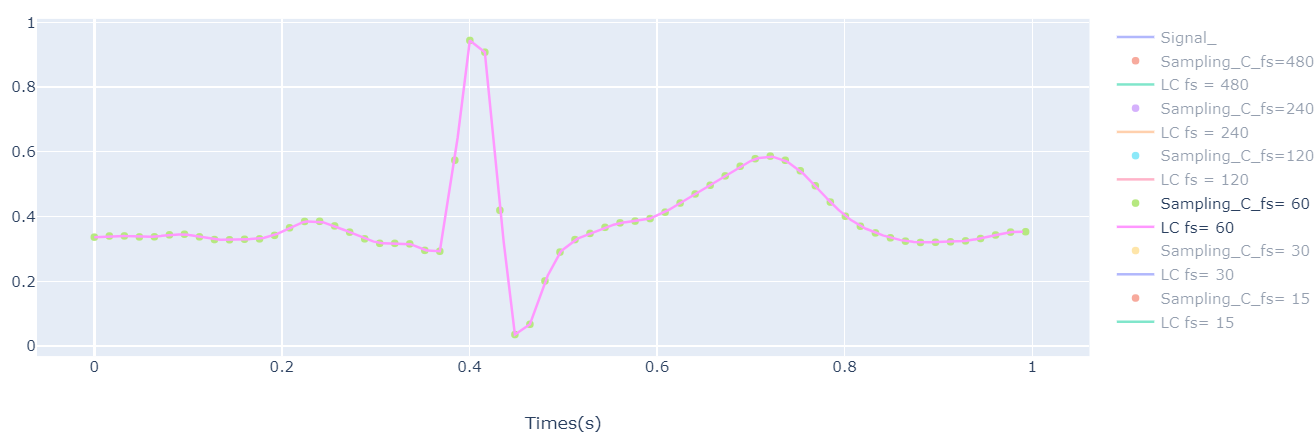 1
0.8
0.6
0.4
0.2
0
0 0.2 0.4 0.6 0.8 1
Times(s)
Signal_
Sampling_C_fs=480
LC fs = 480
Sampling_C_fs=240
LC fs = 240
Sampling_C_fs=120
LC fs = 120
Sampling_C_fs= 60
LC fs= 60
Sampling_C_fs= 30
LC fs= 30
Sampling_C_fs= 15
LC fs= 15